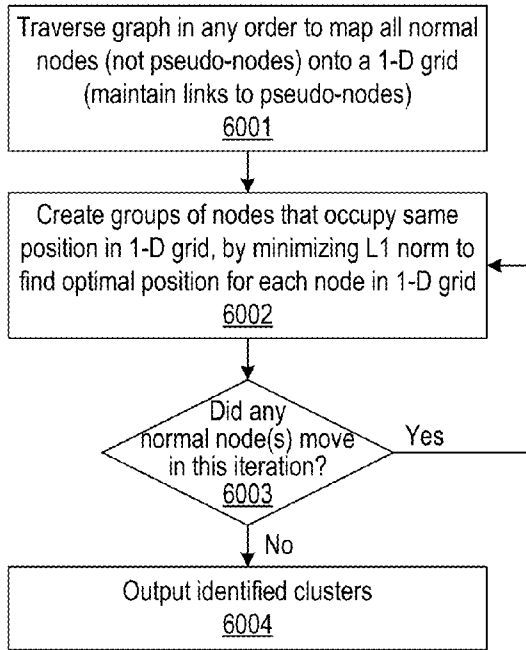 Traverse graph in any order to map all normal
nodes (not pseudo-nodes) onto a 1-D grid
(maintain links to pseudo-nodes)
6001
Create groups of nodes that occupy same
position in 1-D grid, by minimizing L1 norm to
find optimal position for each node in 1-D grid
6002
Did any
normal node(s) move
in this iteration?
6003
Yes
No
Output identified clusters
6004